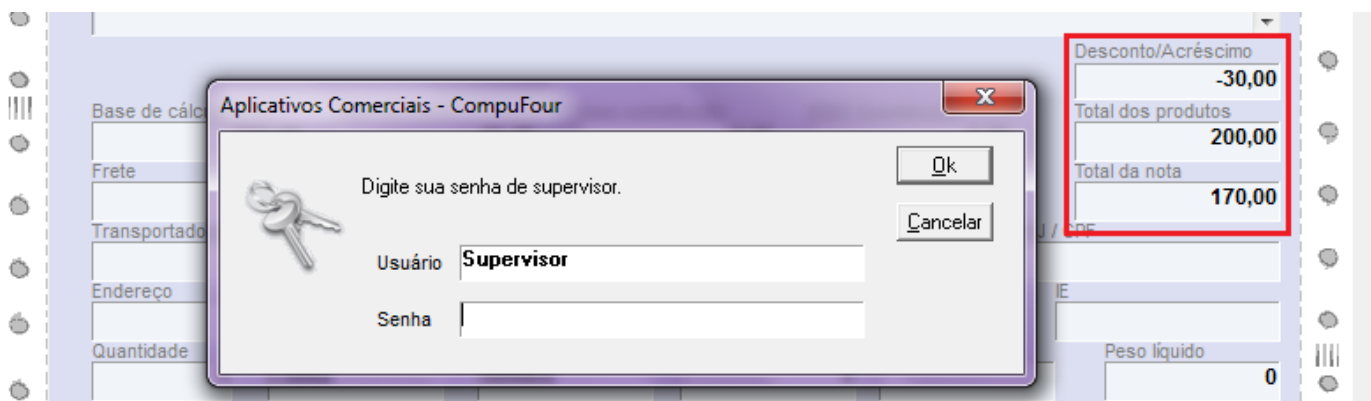 Desconto/Acréscimo
-30,00
Aplicativos Comerciais - CompuFour
Base de cálc
Total dos produtos
200,00
Ok
Frete
Total da nota
Digite sua senha de supervisor.
170,00
Cancelar
Transportado
J / CPF
Usuário Supervisor
Endereço
IE
Senha
Quantidade
Peso líquido
0